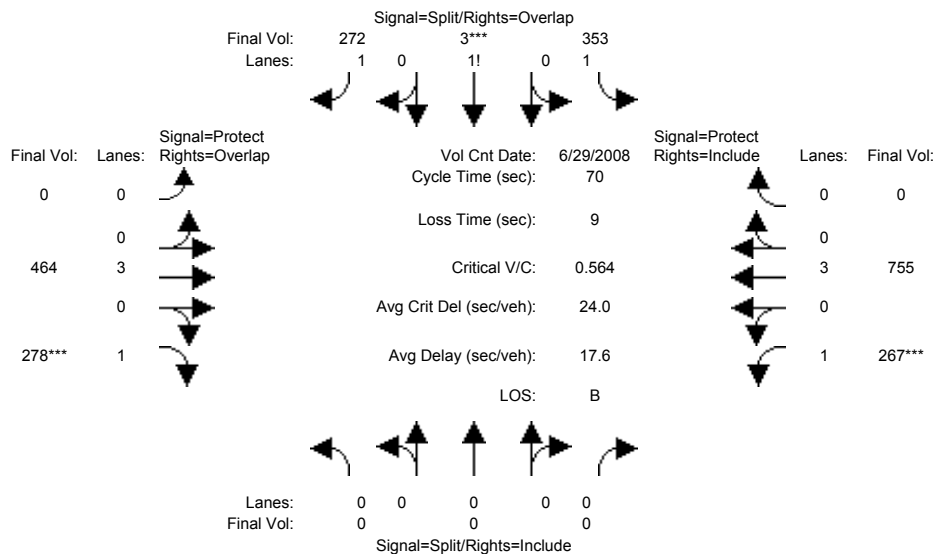 Signal=Split/Rights=Overlap
Final Vol: 272 3*** 353
Lanes: 1 0 1! 0 1
Signal=Protect Signal=Protect
Final Vol: Lanes: Rights=Overlap Vol Cnt Date: 6/29/2008 Rights=Include Lanes: Final Vol:
Cycle Time (sec): 70
0 0 0 0
Loss Time (sec): 9
0 0
464 3 Critical V/C: 0.564 3 755
0 Avg Crit Del (sec/veh): 24.0 0
278*** 1 Avg Delay (sec/veh): 17.6 1 267***
LOS: B
Lanes: 0 0 0 0 0
Final Vol: 0 0 0
Signal=Split/Rights=Include